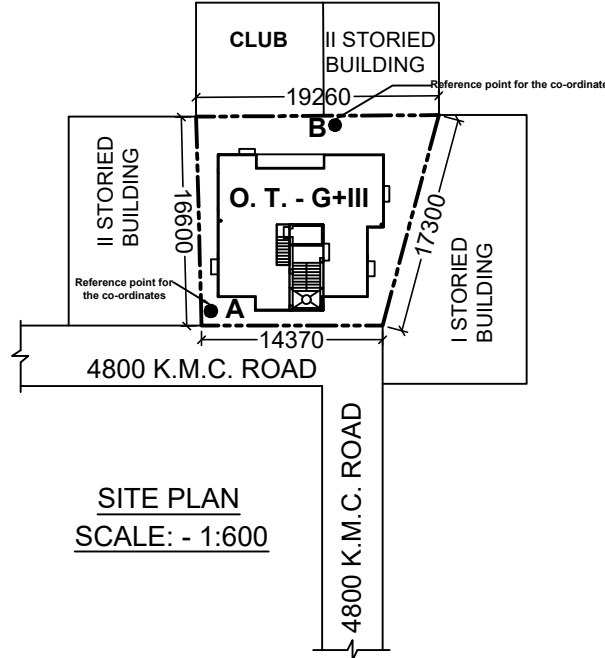 CLUB
II STORIED
BUILDING
Reference point for the co-ordinate
19260
B
II STORIED
BUILDING
16600
O. T. - G+III
17300
I STORIED
BUILDING
Reference point for
the co-ordinates
A
14370
4800 K.M.C. ROAD
4800 K.M.C. ROAD
SITE PLAN
SCALE: - 1:600